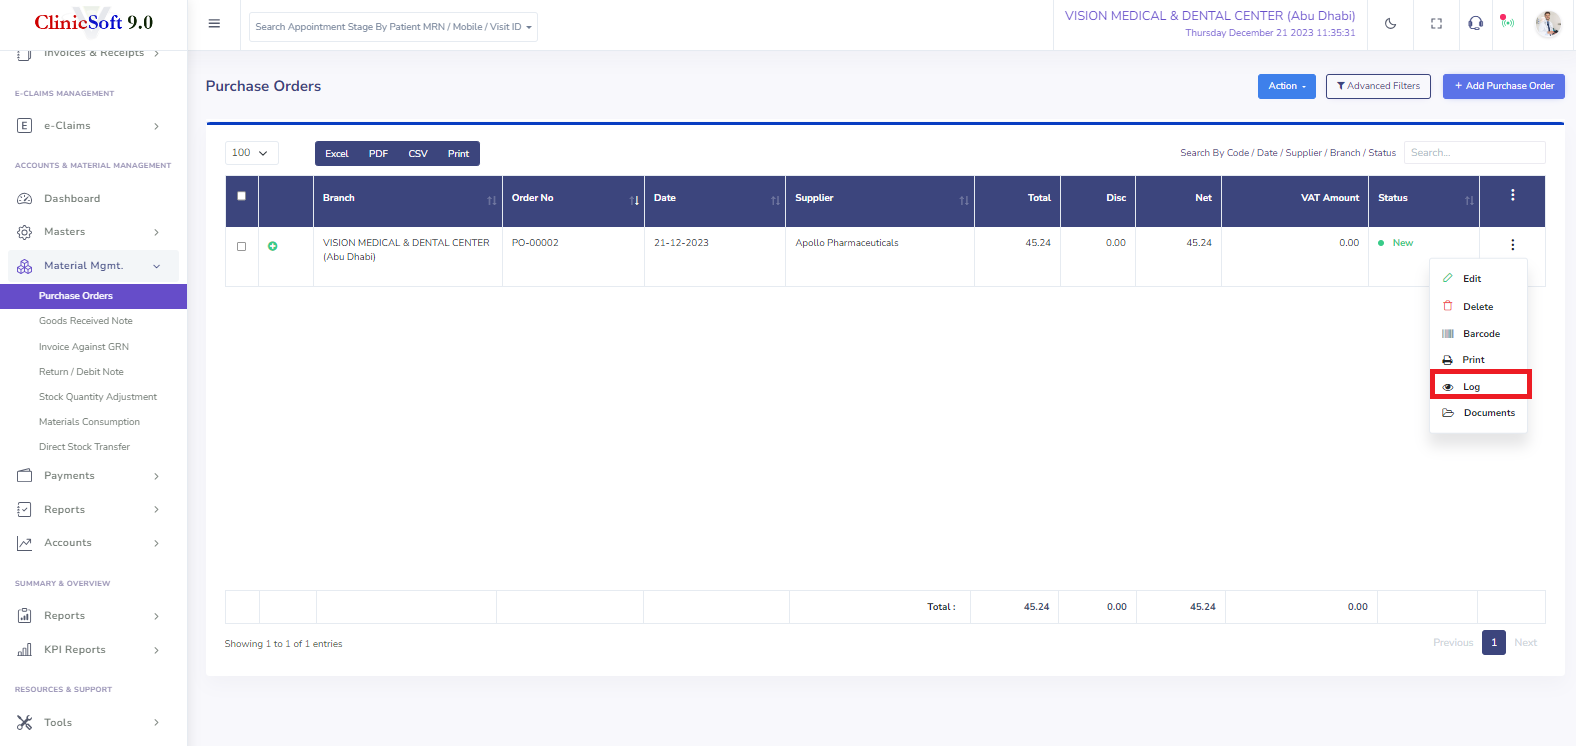 ClinicSoft 9.0
Search Appointment Stage By Patient MRN / Mobile / Visit ID
VISION MEDICAL & DENTAL CENTER (Abu Dhabi)
Thursday December 21 2023 11:35:31
Invoices & Receipts
E-CLAIMS MANAGEMENT
E e-Claims
ACCOUNTS & MATERIAL MANAGEMENT
Dashboard
Masters
Material Mgmt.
Purchase Orders
Goods Received Note
Invoice Against GRN
Return / Debit Note
Stock Quantity Adjustment
Materials Consumption
Direct Stock Transfer
Payments
Reports
Accounts
SUMMARY & OVERVIEW
Reports
KPI Reports
RESOURCES & SUPPORT
Tools
Purchase Orders
Action
Advanced Filters
+ Add Purchase Order
100
Excel PDF CSV Print
Search By Code / Date / Supplier / Branch / Status
Search...
Branch Order No Date Supplier Total Disc Net VAT Amount Status
VISION MEDICAL & DENTAL CENTER PO-00002 21-12-2023 Apollo Pharmaceuticals 45.24 0.00 45.24 0.00 New
(Abu Dhabi)
Edit
Delete
Barcode
Print
Log
Documents
Total : 45.24 0.00 45.24 0.00
Showing 1 to 1 of 1 entries
Previous 1 Next